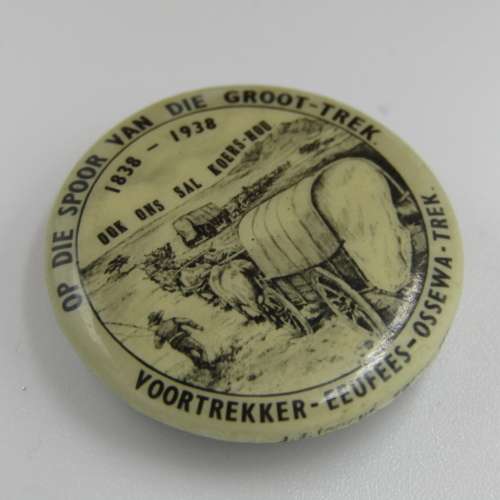 OP DIE SPOOR VAN DIE GROOT-TREK
1838 - 1938
OOK ONS SAL KOERS-HOU
VOORTREKKER-EEUFEES-OSSEWA-TREK.